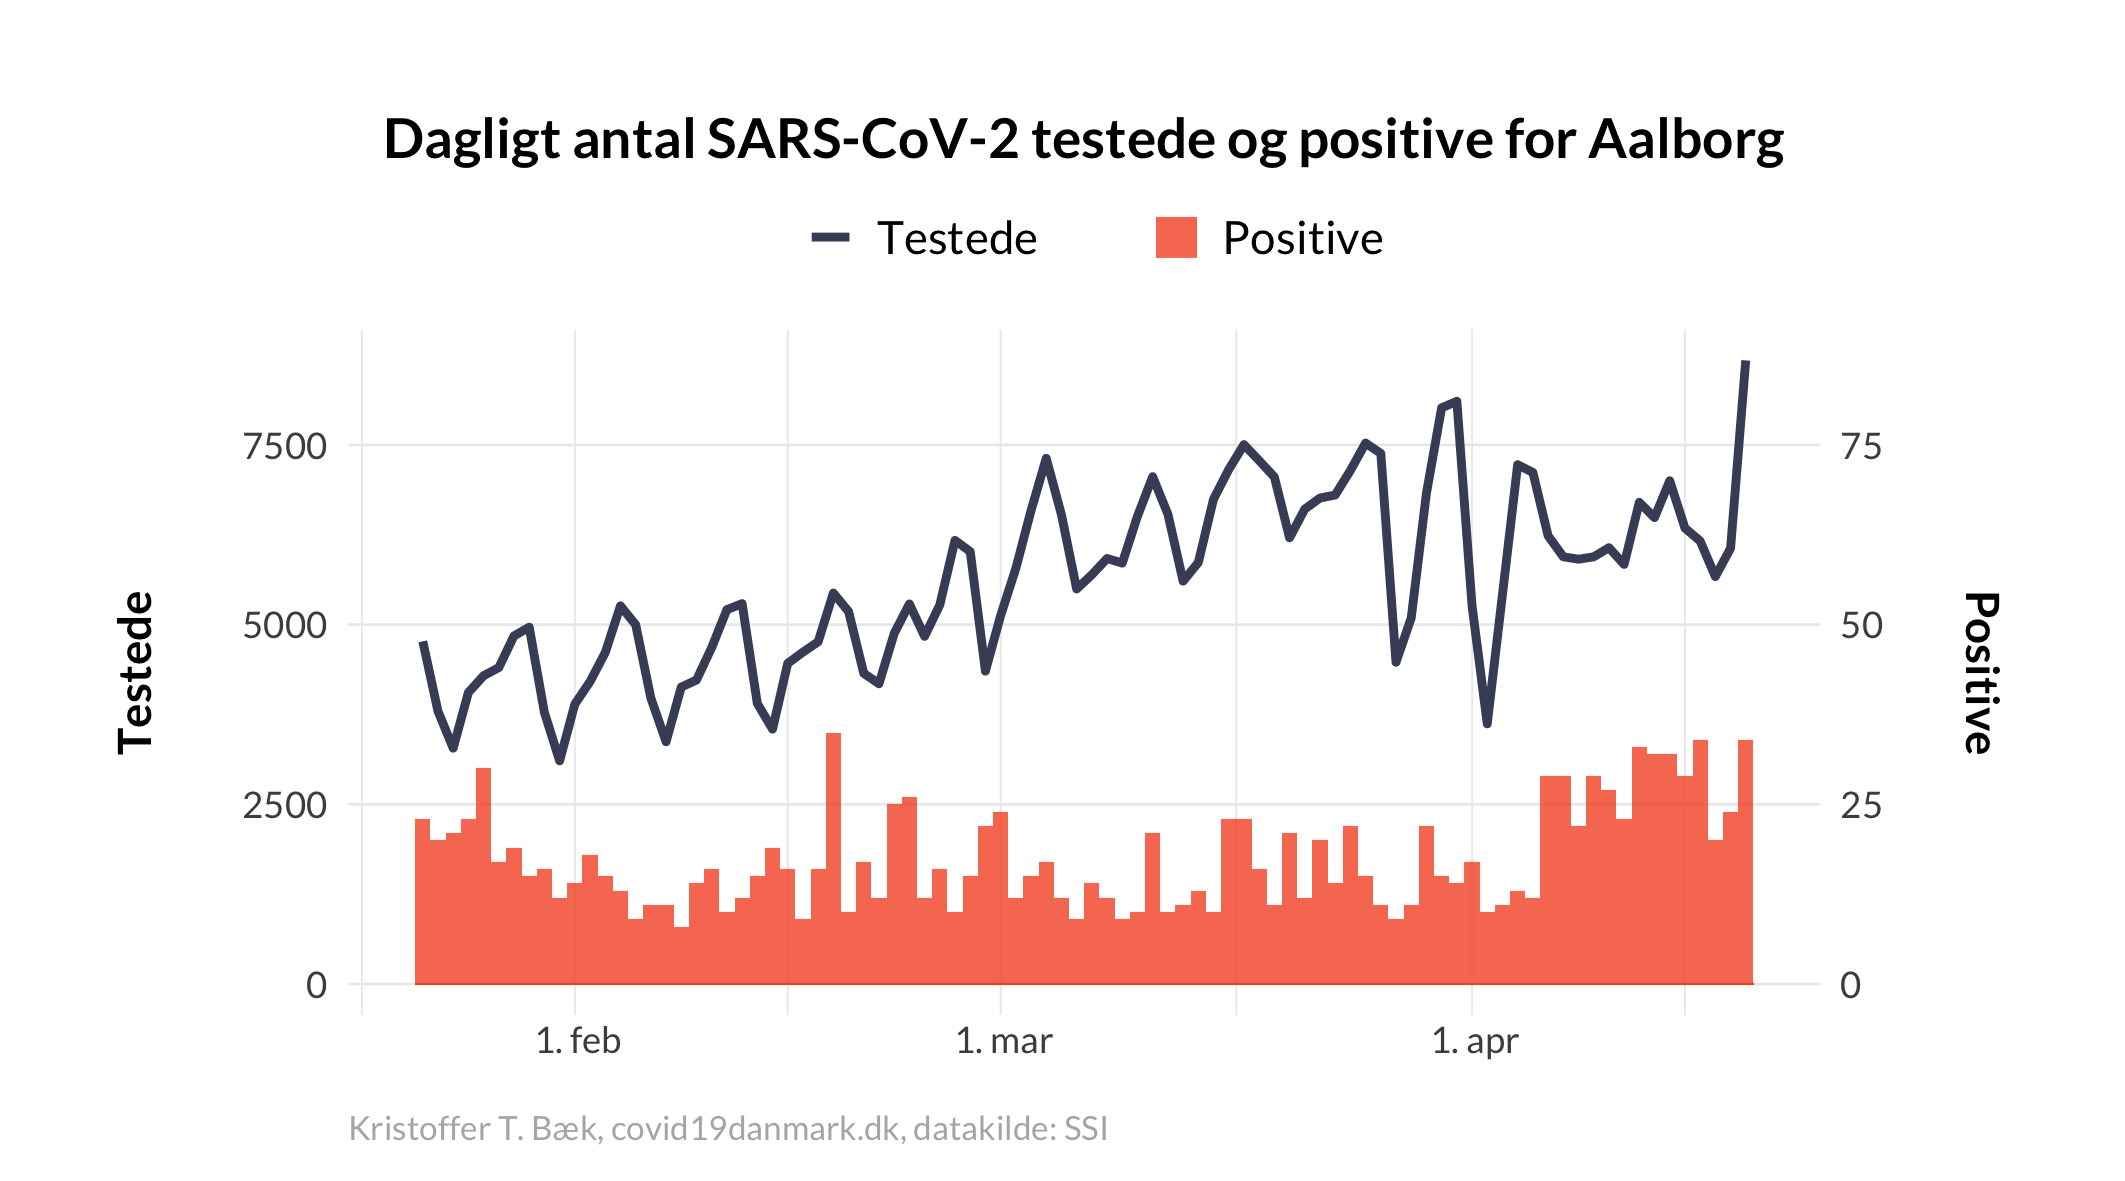 Dagligt antal SARS-CoV-2 testede og positive for Aalborg
Testede
Positive
7500
5000
2500
0
75
50
25
0
Testede
Positive
1. feb
1. mar
1. apr
Kristoffer T. Bæk, covid19danmark.dk, datakilde: SSI